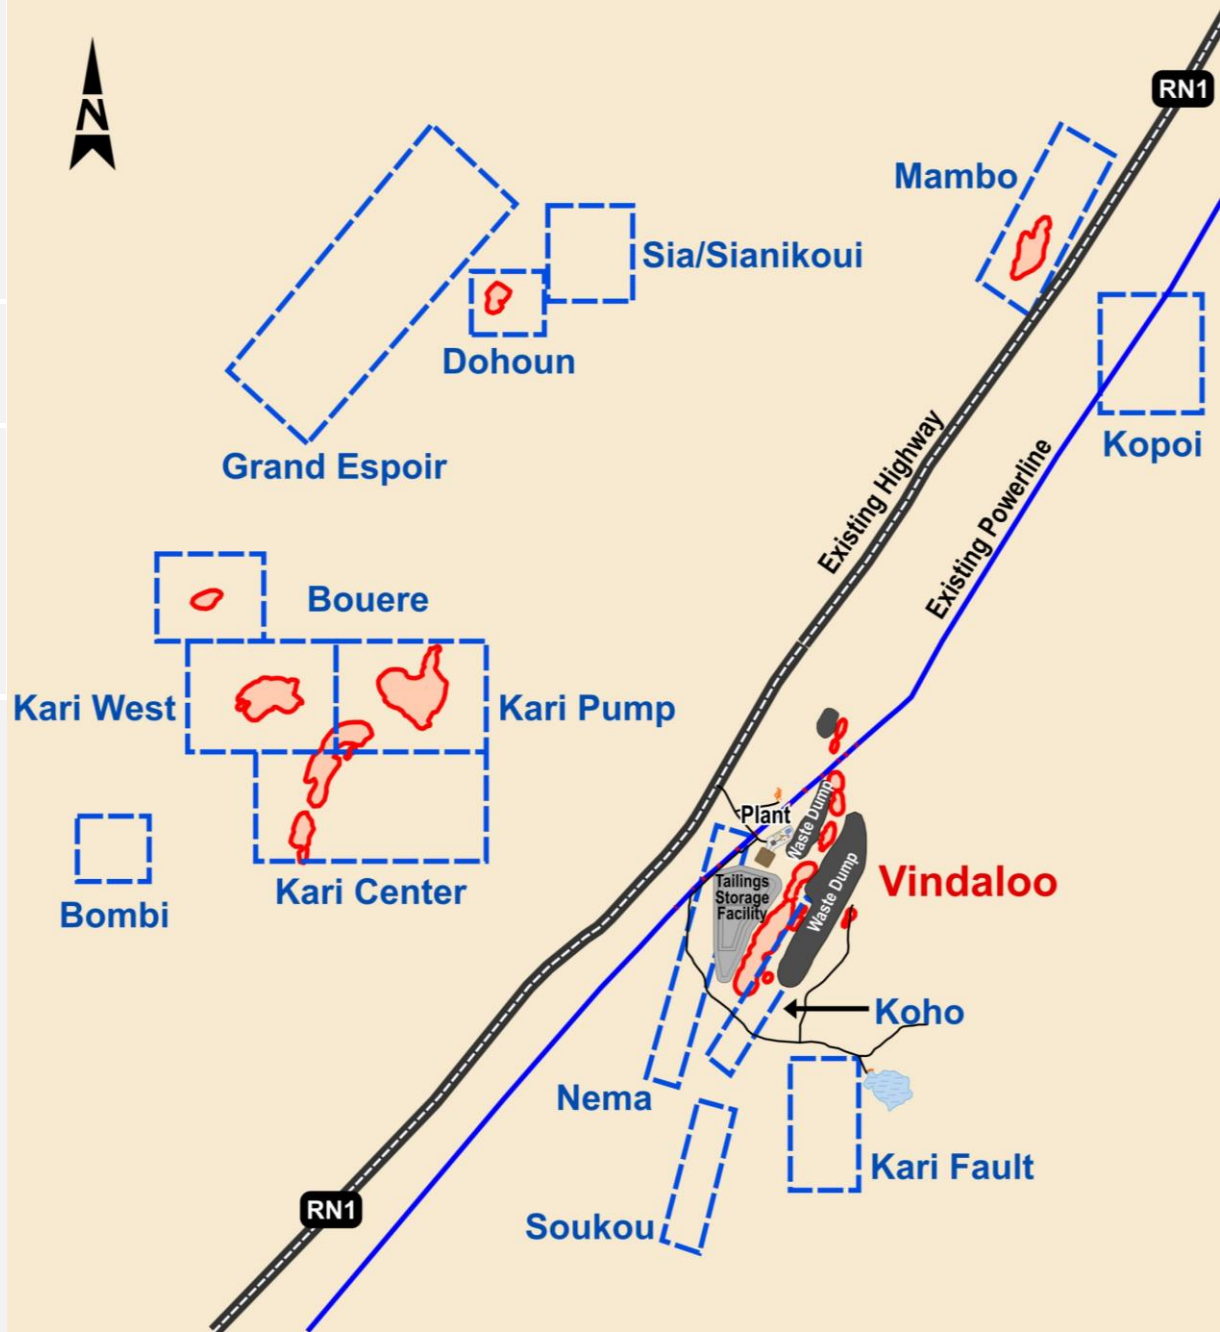 N
RN1
Mambo
Sia/Sianikoui
Dohoun
Kopoi
Grand Espoir
Existing Highway
Existing Powerline
Bouere
Kari West
Kari Pump
Plant
Waste Dump
Waste Dump
Vindaloo
Tailings
Storage
Facility
Kari Center
Bombi
Koho
Nema
Kari Fault
RN1
Soukou